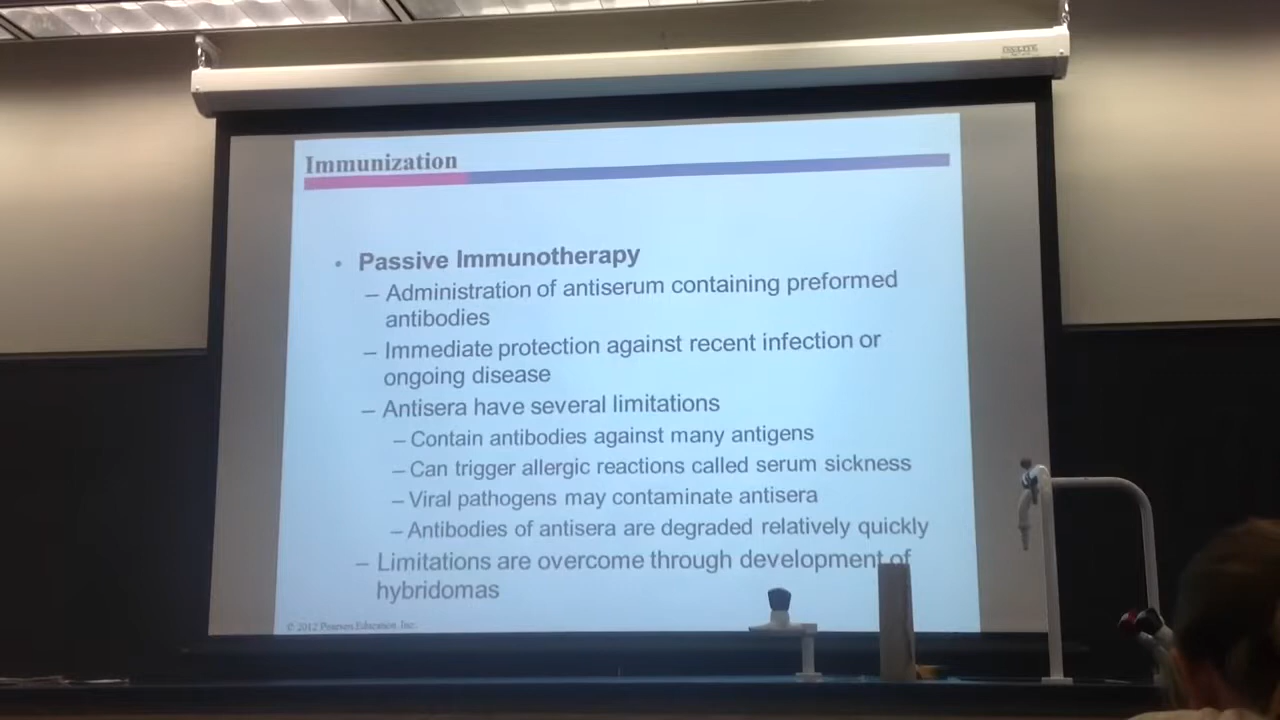 Immunization
• Passive Immunotherapy
– Administration of antiserum containing preformed
antibodies
– Immediate protection against recent infection or
ongoing disease
– Antisera have several limitations
– Contain antibodies against many antigens
– Can trigger allergic reactions called serum sickness
– Viral pathogens may contaminate antisera
– Antibodies of antisera are degraded relatively quickly
– Limitations are overcome through development of
hybridomas
© 2012 Pearson Education Inc.